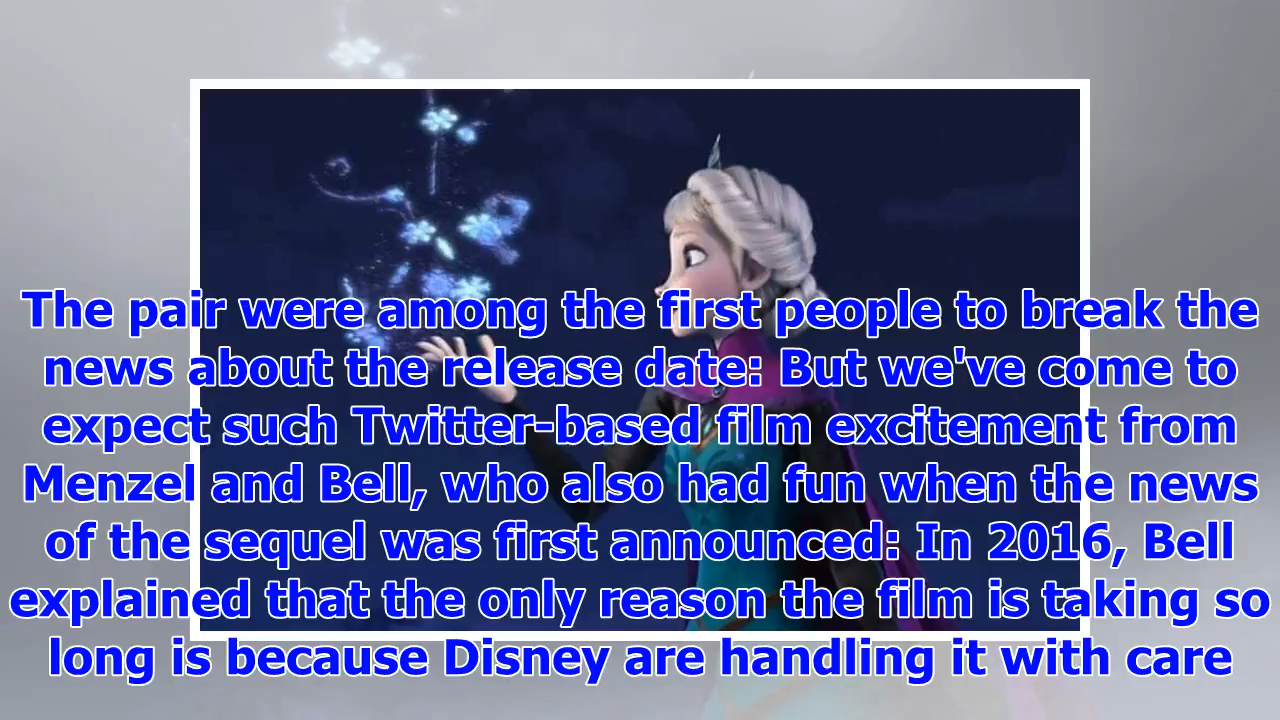 The pair were among the first people to break the
news about the release date: But we've come to
expect such Twitter-based film excitement from
Menzel and Bell, who also had fun when the news
of the sequel was first announced: In 2016, Bell
explained that the only reason the film is taking so
long is because Disney are handling it with care